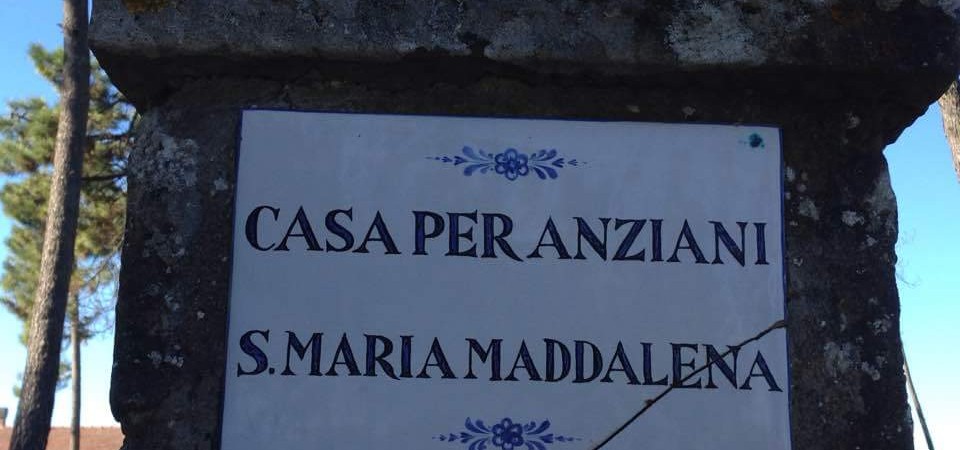 CASA PER ANZIANI
S. MARIA MADDALENA